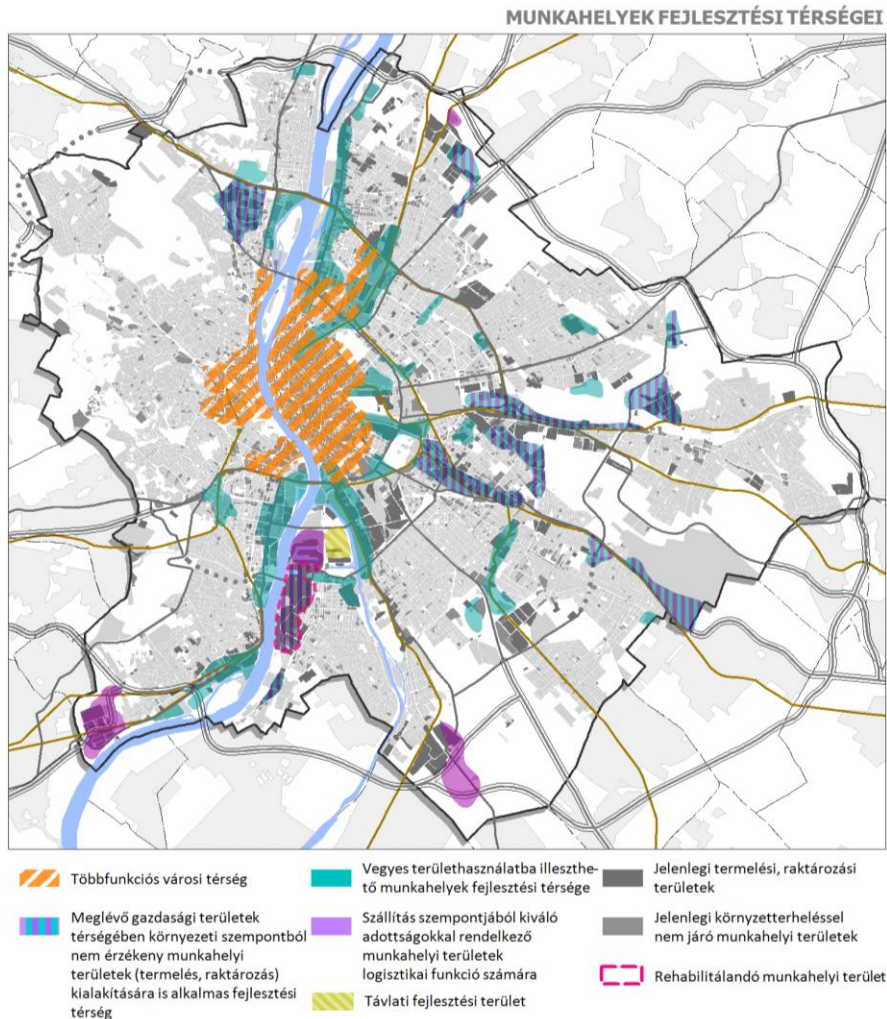 MUNKAHELYEK FEJLESZTÉSI TÉRSÉGEI
Többfunkciós városi térség
Meglévő gazdasági területek
térségében környezeti szempontból
nem érzékeny munkahelyi
területek (termelés, raktározás)
kialakítására is alkalmas fejlesztési
térség
Vegyes területhasználatba illeszthe-
tő munkahelyek fejlesztési térsége
Szállítás szempontjából kiváló
adottságokkal rendelkező
munkahelyi területek
logisztikai funkció számára
Távlati fejlesztési terület
Jelenlegi termelési, raktározási
területek
Jelenlegi környzetterheléssel
nem járó munkahelyi területek
Rehabilitálandó munkahelyi terület